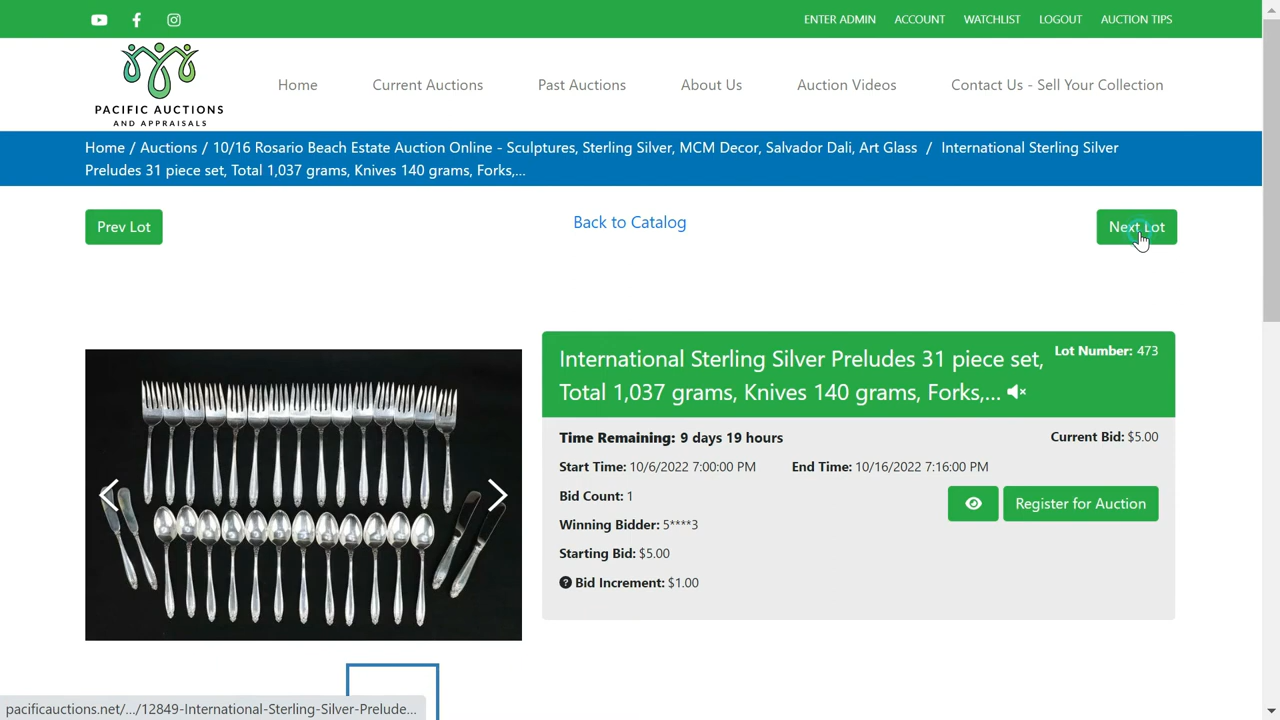 ENTER ADMIN ACCOUNT WATCHLIST LOGOUT AUCTION TIPS
PACIFIC AUCTIONS
AND APPRAISALS
Home Current Auctions Past Auctions About Us Auction Videos Contact Us - Sell Your Collection
Home / Auctions / 10/16 Rosario Beach Estate Auction Online - Sculptures, Sterling Silver, MCM Decor, Salvador Dali, Art Glass / International Sterling Silver
Preludes 31 piece set, Total 1,037 grams, Knives 140 grams, Forks,...
Prev Lot Back to Catalog Next Lot
International Sterling Silver Preludes 31 piece set, Lot Number: 473
Total 1,037 grams, Knives 140 grams, Forks,...
Time Remaining: 9 days 19 hours Current Bid: $5.00
Start Time: 10/6/2022 7:00:00 PM End Time: 10/16/2022 7:16:00 PM
Bid Count: 1 Register for Auction
Winning Bidder: 5****3
Starting Bid: $5.00
Bid Increment: $1.00
pacificauctions.net/.../12849-International-Sterling-Silver-Prelude...